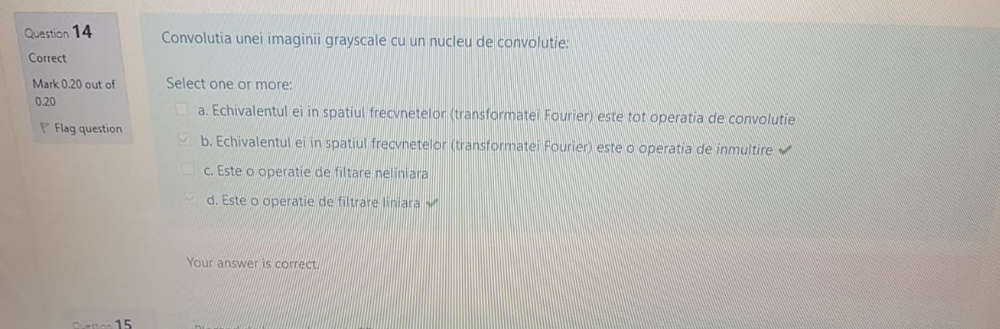 Question 14
Correct
Mark 0.20 out of
0.20
Flag question
Convolutia unei imaginii grayscale cu un nucleu de convolutie:
Select one or more:
a. Echivalentul ei in spatiul frecvnetelor (transformatei Fourier) este tot operatia de convolutie
b. Echivalentul ei in spatiul frecvnetelor (transformatei Fourier) este o operatia de inmultire
c. Este o operatie de filtare neliniara
d. Este o operatie de filtrare liniara
Your answer is correct.
Question 15